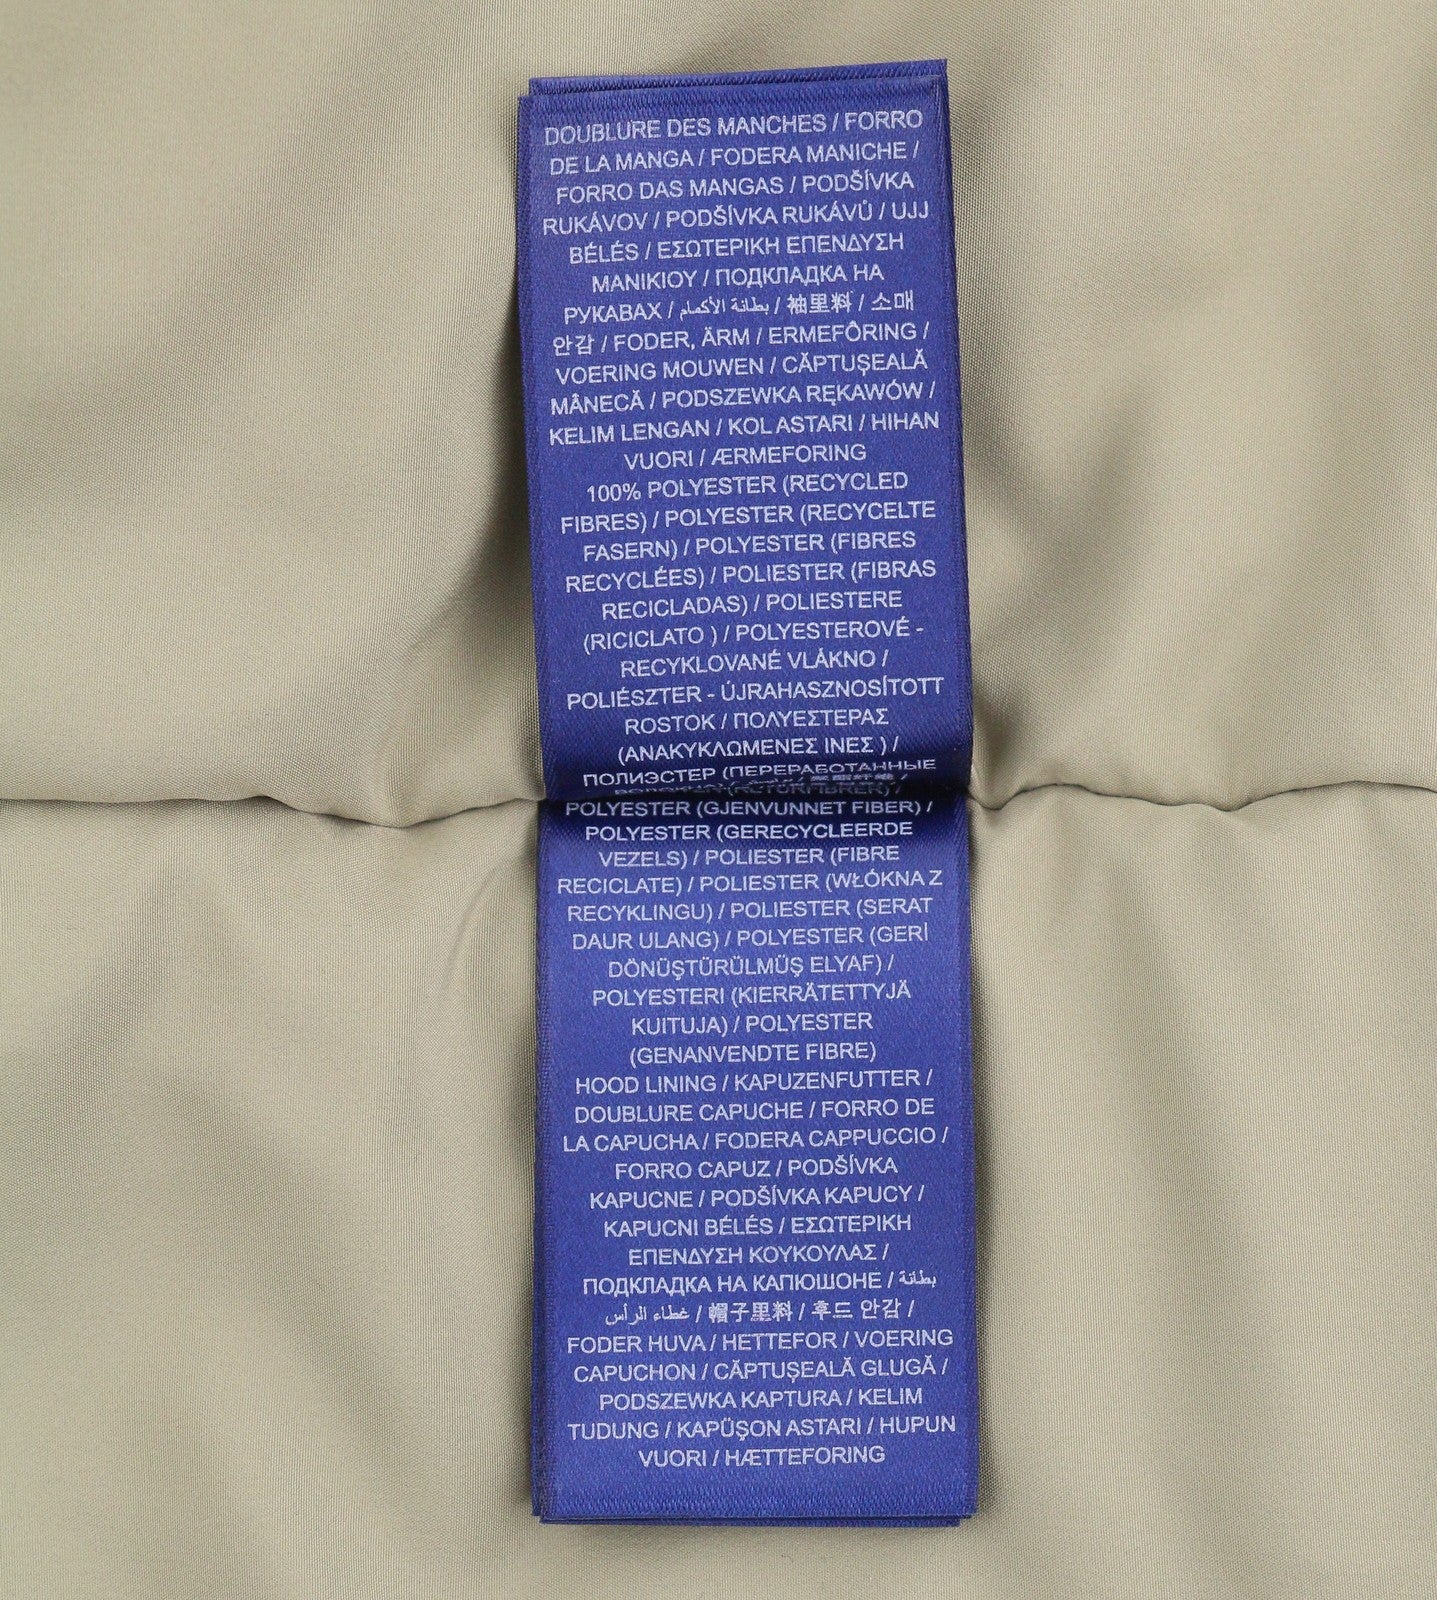 DOUBLURE DES MANCHES / FORRO
DE LA MANGA / FODERA MANICHE /
FORRO DAS MANGAS / PODŠÍVKA
RUKÁVOV / PODŠÍVKA RUKÁVŮ / UJJ
BÉLÉS / ΕΣΩΤΕΡΙΚΗ ΕΠΕΝΔΥΣΗ
ΜΑΝΙΚΙΟΥ / ПОДКЛАДКА НА
РУКАВАХ / بطانة الأكمام / 袖里料 / 소매
안감 / FODER, ÄRM / ERMEFÔRING /
VOERING MOUWEN / CĂPTUȘEALĂ
MÂNECĂ / PODSZEWKA RĘKAWÓW /
KELIM LENGAN / KOL ASTARI / HIHAN
VUORI / ÆRMEFORING
100% POLYESTER (RECYCLED
FIBRES) / POLYESTER (RECYCELTE
FASERN) / POLYESTER (FIBRES
RECYCLÉES) / POLIESTER (FIBRAS
RECICLADAS) / POLIESTERE
(RICICLATO ) / POLYESTEROVÉ -
RECYKLOVANÉ VLÁKNO /
POLIÉSZTER - ÚJRAHASZNOSÍTOTT
ROSTOK / ΠΟΛΥΕΣΤΕΡΑΣ
(ΑΝΑΚΥΚΛΩΜΕΝΕΣ ΙΝΕΣ ) /
ПОЛИЭСТЕР (ПЕРЕРАБОТАННЫЕ
POLYESTER (GJENVUNNET FIBER) /
POLYESTER (GERECYCLEERDE
VEZELS) / POLIESTER (FIBRE
RECICLATE) / POLIESTER (WŁÓKNA Z
RECYKLINGU) / POLIESTER (SERAT
DAUR ULANG) / POLYESTER (GERİ
DÖNÜŞTÜRÜLMÜŞ ELYAF) /
POLYESTERI (KIERRÄTETTYJÄ
KUITUJA) / POLYESTER
(GENANVENDTE FIBRE)
HOOD LINING / KAPUZENFUTTER /
DOUBLURE CAPUCHE / FORRO DE
LA CAPUCHA / FODERA CAPPUCCIO /
FORRO CAPUZ / PODŠÍVKA
KAPUCNE / PODŠÍVKA KAPUCY /
KAPUCNI BÉLÉS / ΕΣΩΤΕΡΙΚΗ
ΕΠΕΝΔΥΣΗ ΚΟΥΚΟΥΛΑΣ /
ПОДКЛАДКА НА КАПЮШОНЕ / بطانة
غطاء الرأس / 帽子里料 / 후드 안감 /
FODER HUVA / HETTEFOR / VOERING
CAPUCHON / CĂPTUȘEALĂ GLUGĂ /
PODSZEWKA KAPTURA / KELIM
TUDUNG / KAPÜŞON ASTARI / HUPUN
VUORI / HÆTTEFORING